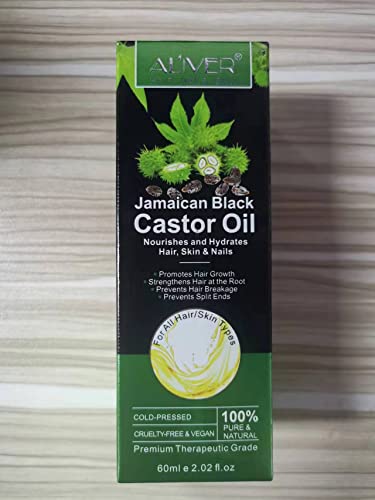 ALIVER®
Jamaican Black
Castor Oil
Nourishes and Hydrates
Hair, Skin & Nails
Promotes Hair Growth
Strengthens Hair at the Root
Prevents Hair Breakage
Prevents Split Ends
For All Hair/Skin Types
COLD-PRESSED
CRUELTY-FREE & VEGAN
100%
PURE &
NATURAL
Premium Therapeutic Grade
60ml e 2.02 fl.oz